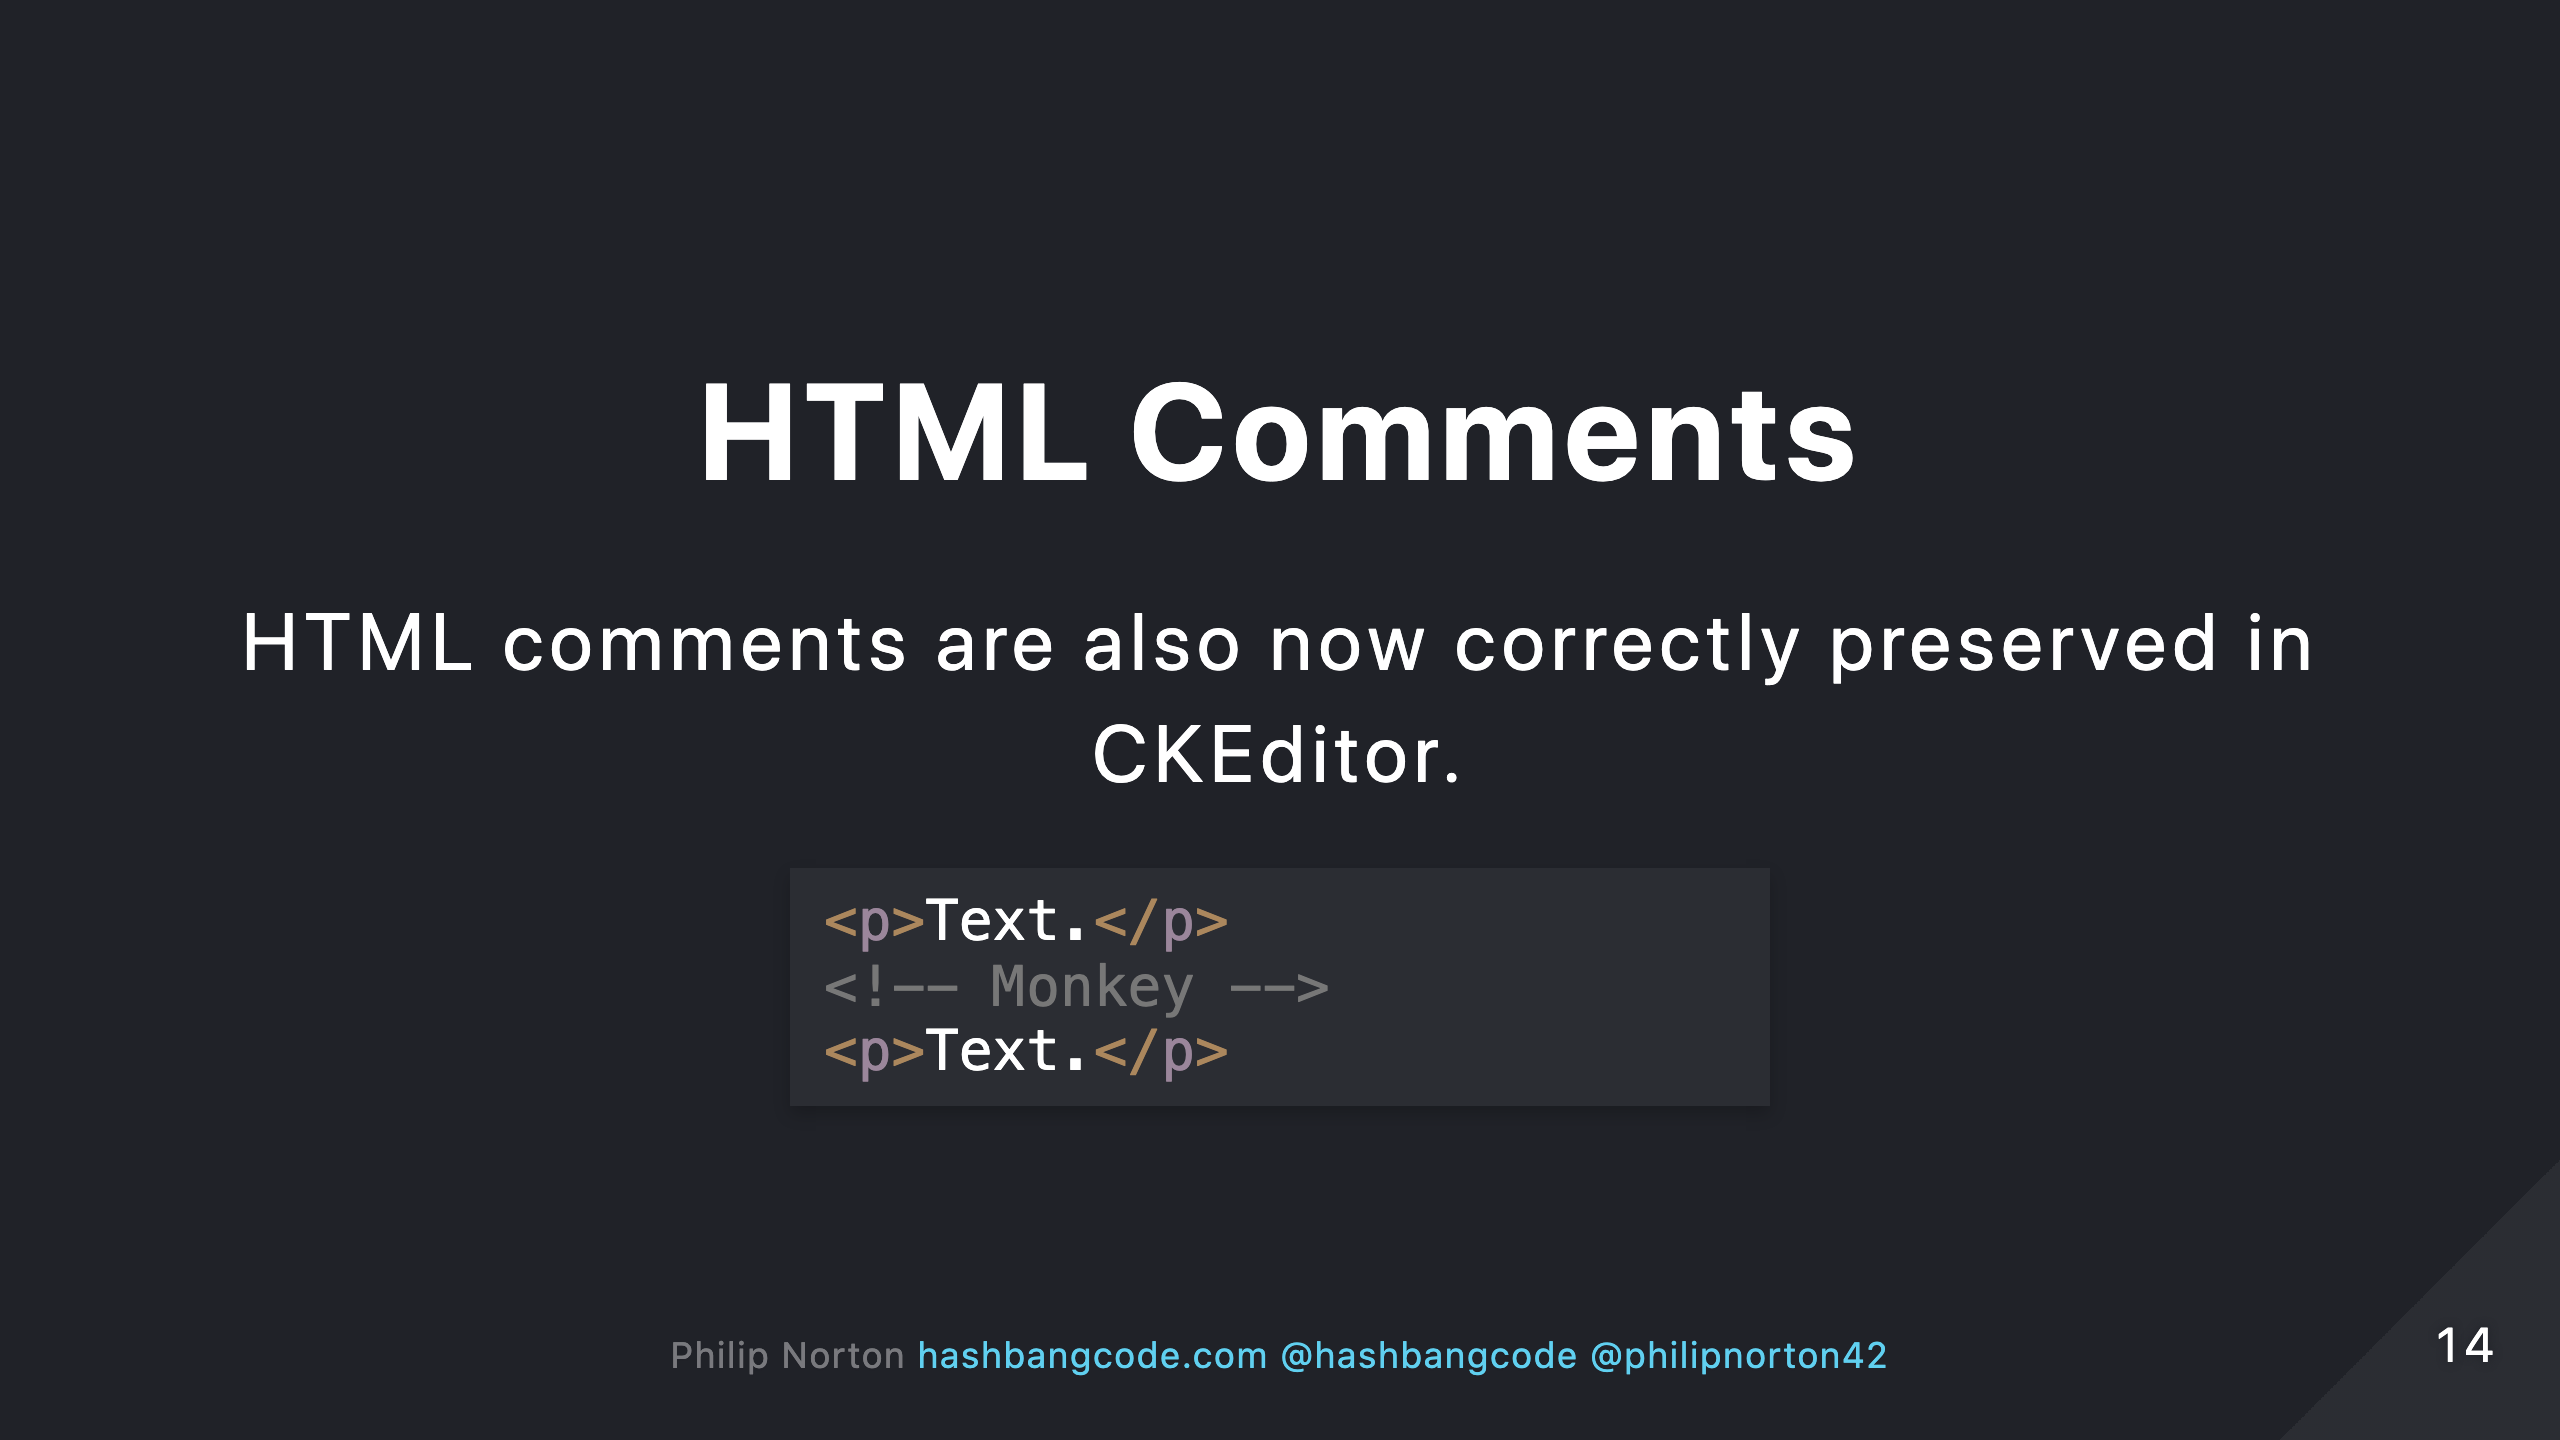 HTML Comments
HTML comments are also now correctly preserved in
CKEditor.
<p>Text.</p>
<!-- Monkey -->
<p>Text.</p>
Philip Norton hashbangcode.com @hashbangcode @philipnorton42
14